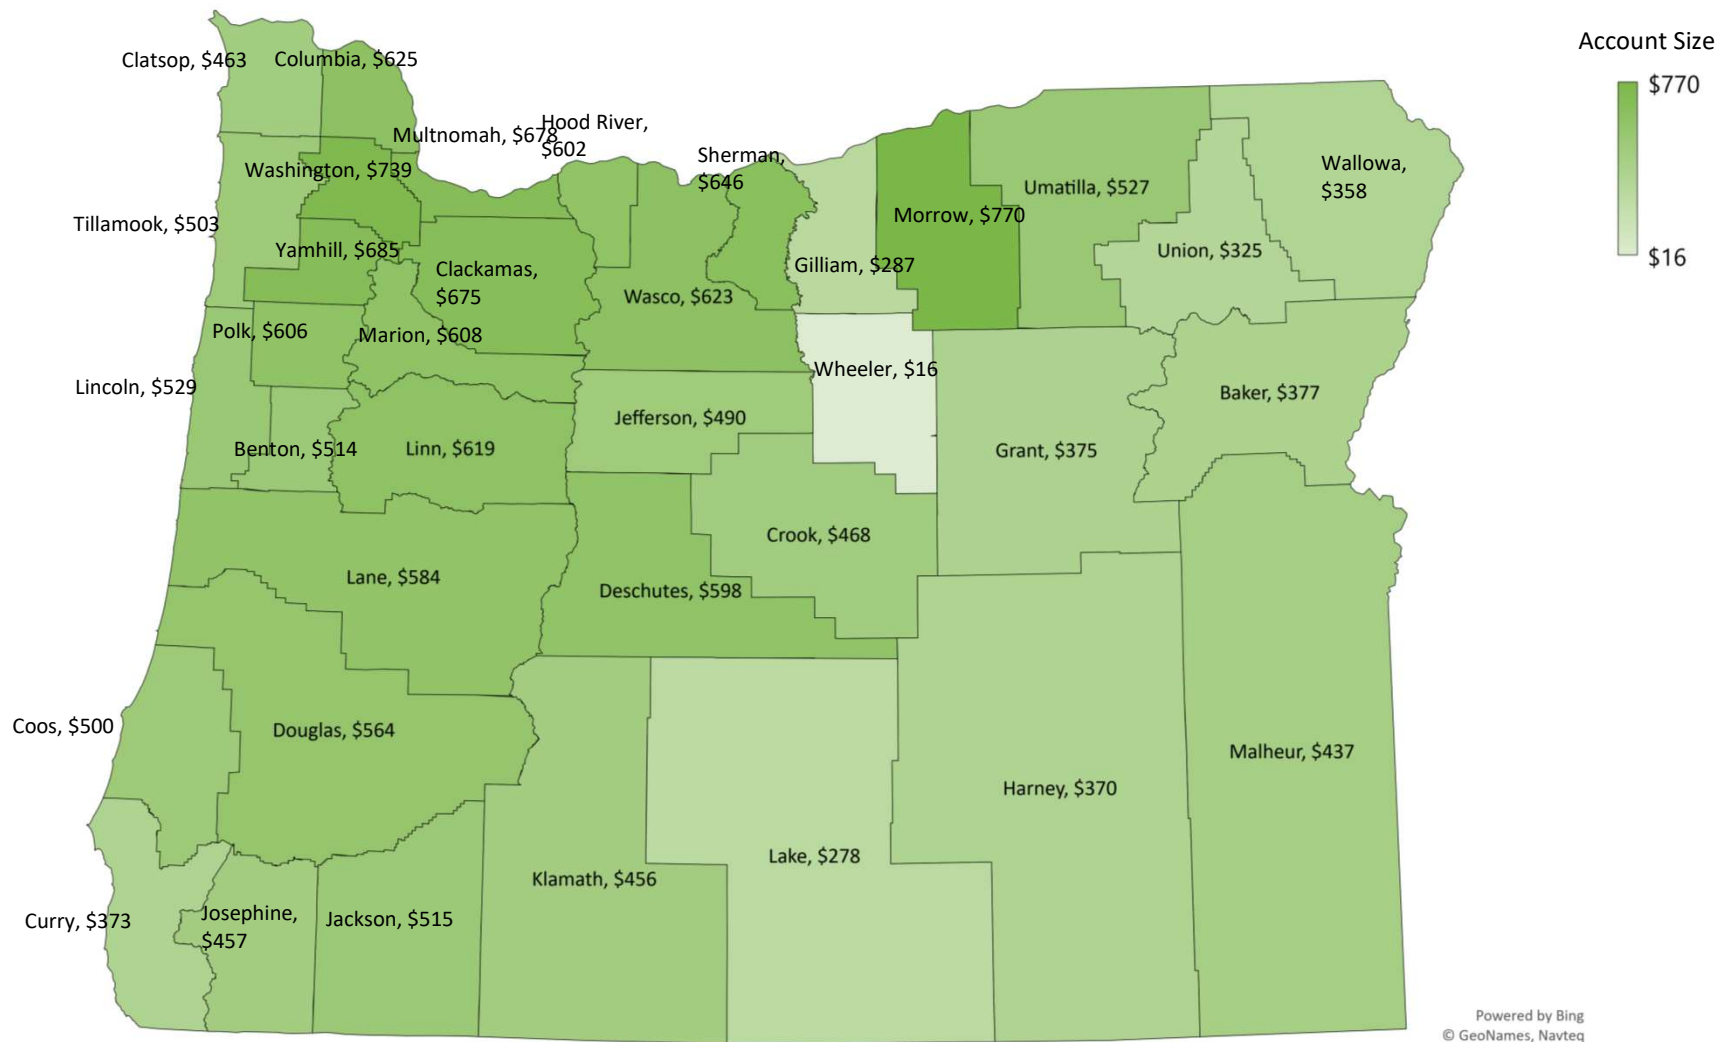 Account Size
$770
$16
Clatsop, $463
Columbia, $625
Multnomah, $678
Hood River,
$602
Sherman,
$646
Washington, $739
Tillamook, $503
Yamhill, $685
Clackamas,
$675
Wasco, $623
Gilliam, $287
Morrow, $770
Umatilla, $527
Union, $325
Wallowa,
$358
Polk, $606
Marion, $608
Lincoln, $529
Benton, $514
Linn, $619
Jefferson, $490
Wheeler, $16
Grant, $375
Baker, $377
Crook, $468
Lane, $584
Deschutes, $598
Coos, $500
Douglas, $564
Malheur, $437
Harney, $370
Lake, $278
Klamath, $456
Curry, $373
Josephine,
$457
Jackson, $515
Powered by Bing
© GeoNames, Navteq